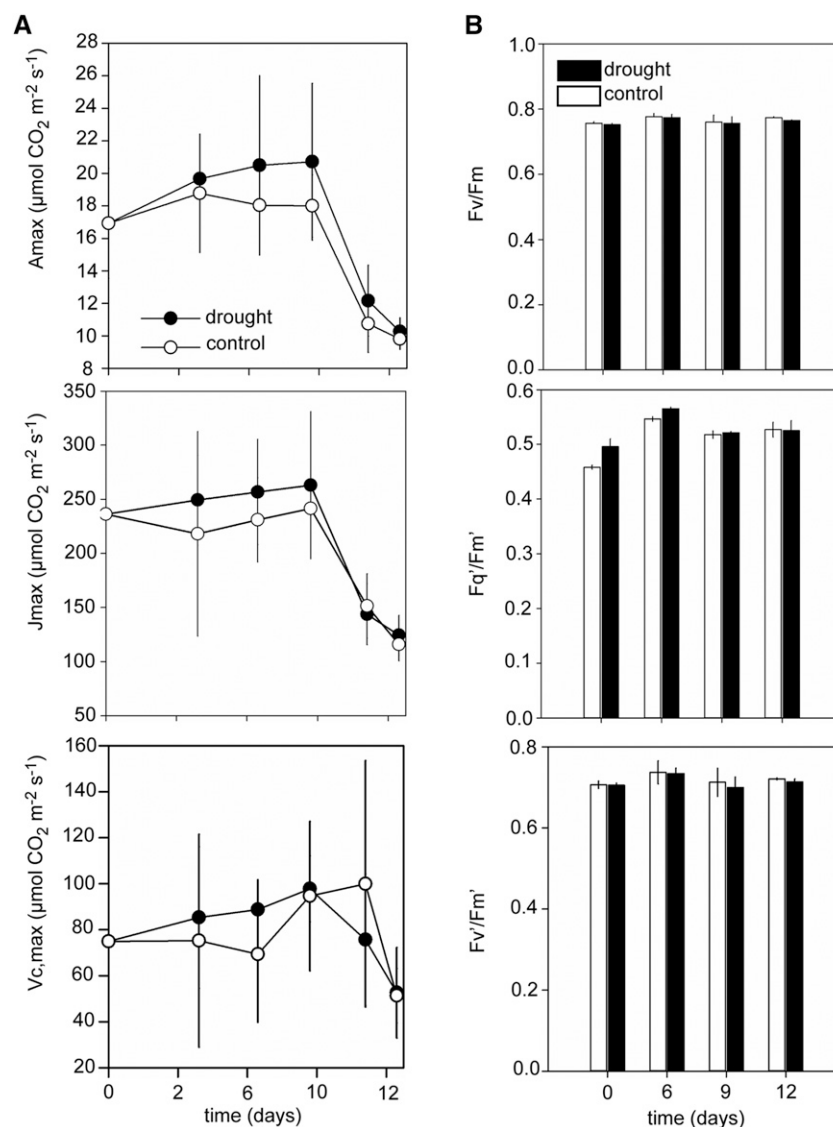 A
28
26
24
22
20
18
16
14
12
10
8
Amax (µmol CO2 m-2 s-1)
drought
control
350
300
250
200
150
100
50
Jmax (µmol CO2 m-2 s-1)
160
140
120
100
80
60
40
20
Vc,max (µmol CO2 m-2 s-1)
0 2 6 10 12
time (days)
B
1.0
0.8
0.6
0.4
0.2
0.0
Fv/Fm
drought
control
0.6
0.5
0.4
0.3
0.2
0.1
0.0
Fq'/Fm'
0.8
0.6
0.4
0.2
0.0
Fv'/Fm'
0 6 9 12
time (days)